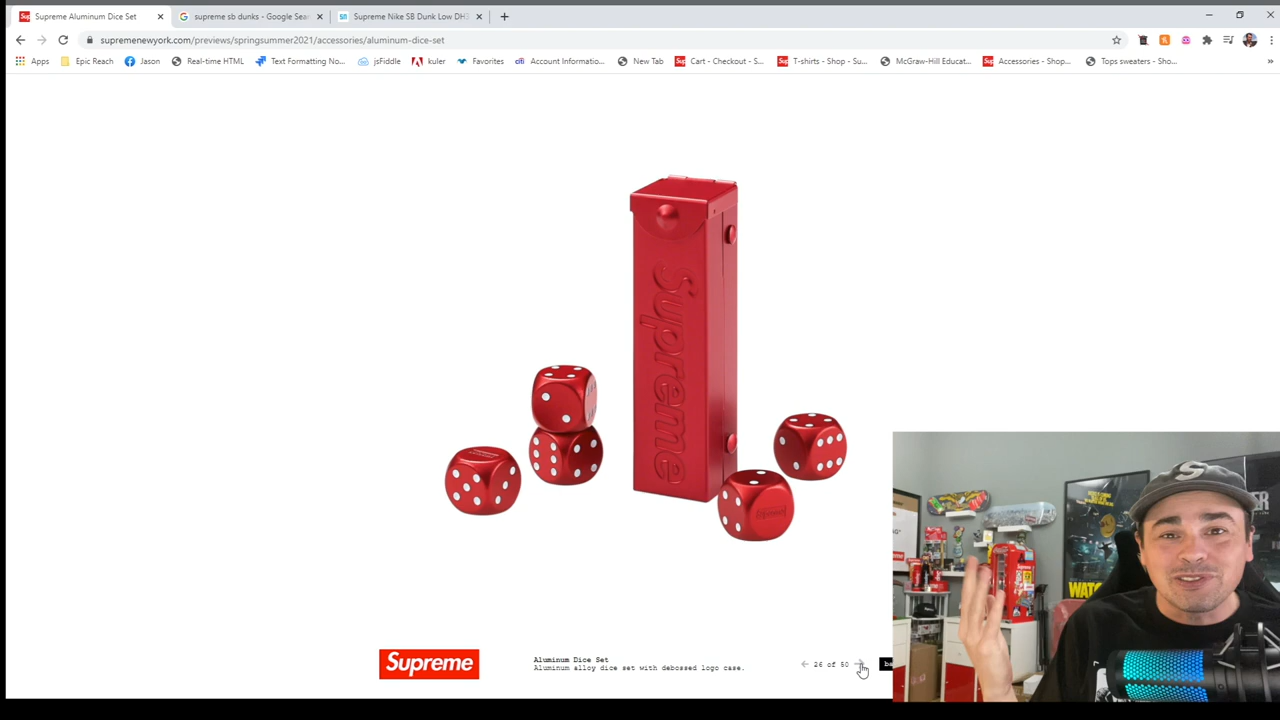 Supreme Aluminum Dice Set
supreme sb dunks - Google Sear
Supreme Nike SB Dunk Low DH3
supremenewyork.com/previews/springsummer2021/accessories/aluminum-dice-set
Apps
Epic Reach
Jason
Real-time HTML
Text Formatting No...
jsFiddle
kuler
Favorites
Account Informatio...
New Tab
Cart - Checkout - S...
T-shirts - Shop - Su...
McGraw-Hill Educat...
Accessories - Shop...
Tops sweaters - Sho...
Supreme
Supreme
Aluminum Dice Set
Aluminum alloy dice set with debossed logo case.
26 of 50
ba